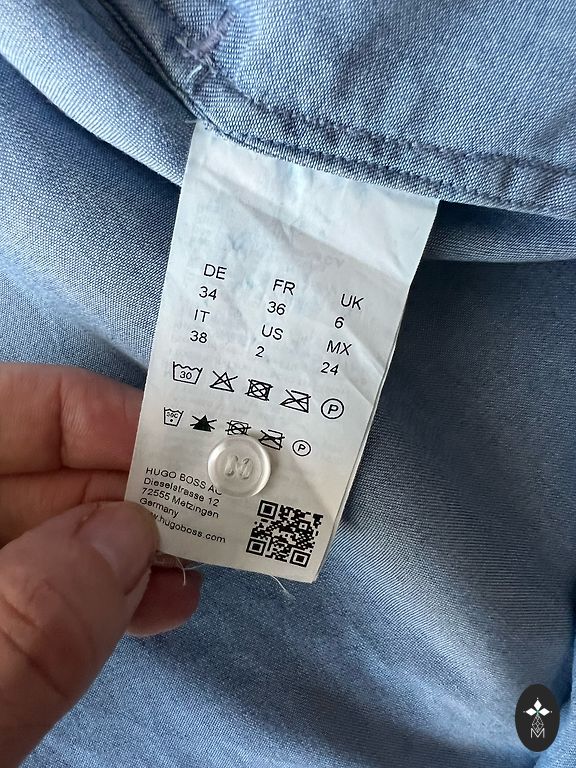 DE FR UK
34 36 6
IT US MX
38 2 24
30
P
P
HUGO BOSS AG
Dieselstrasse 12
72555 Metzingen
Germany
www.hugoboss.com
M